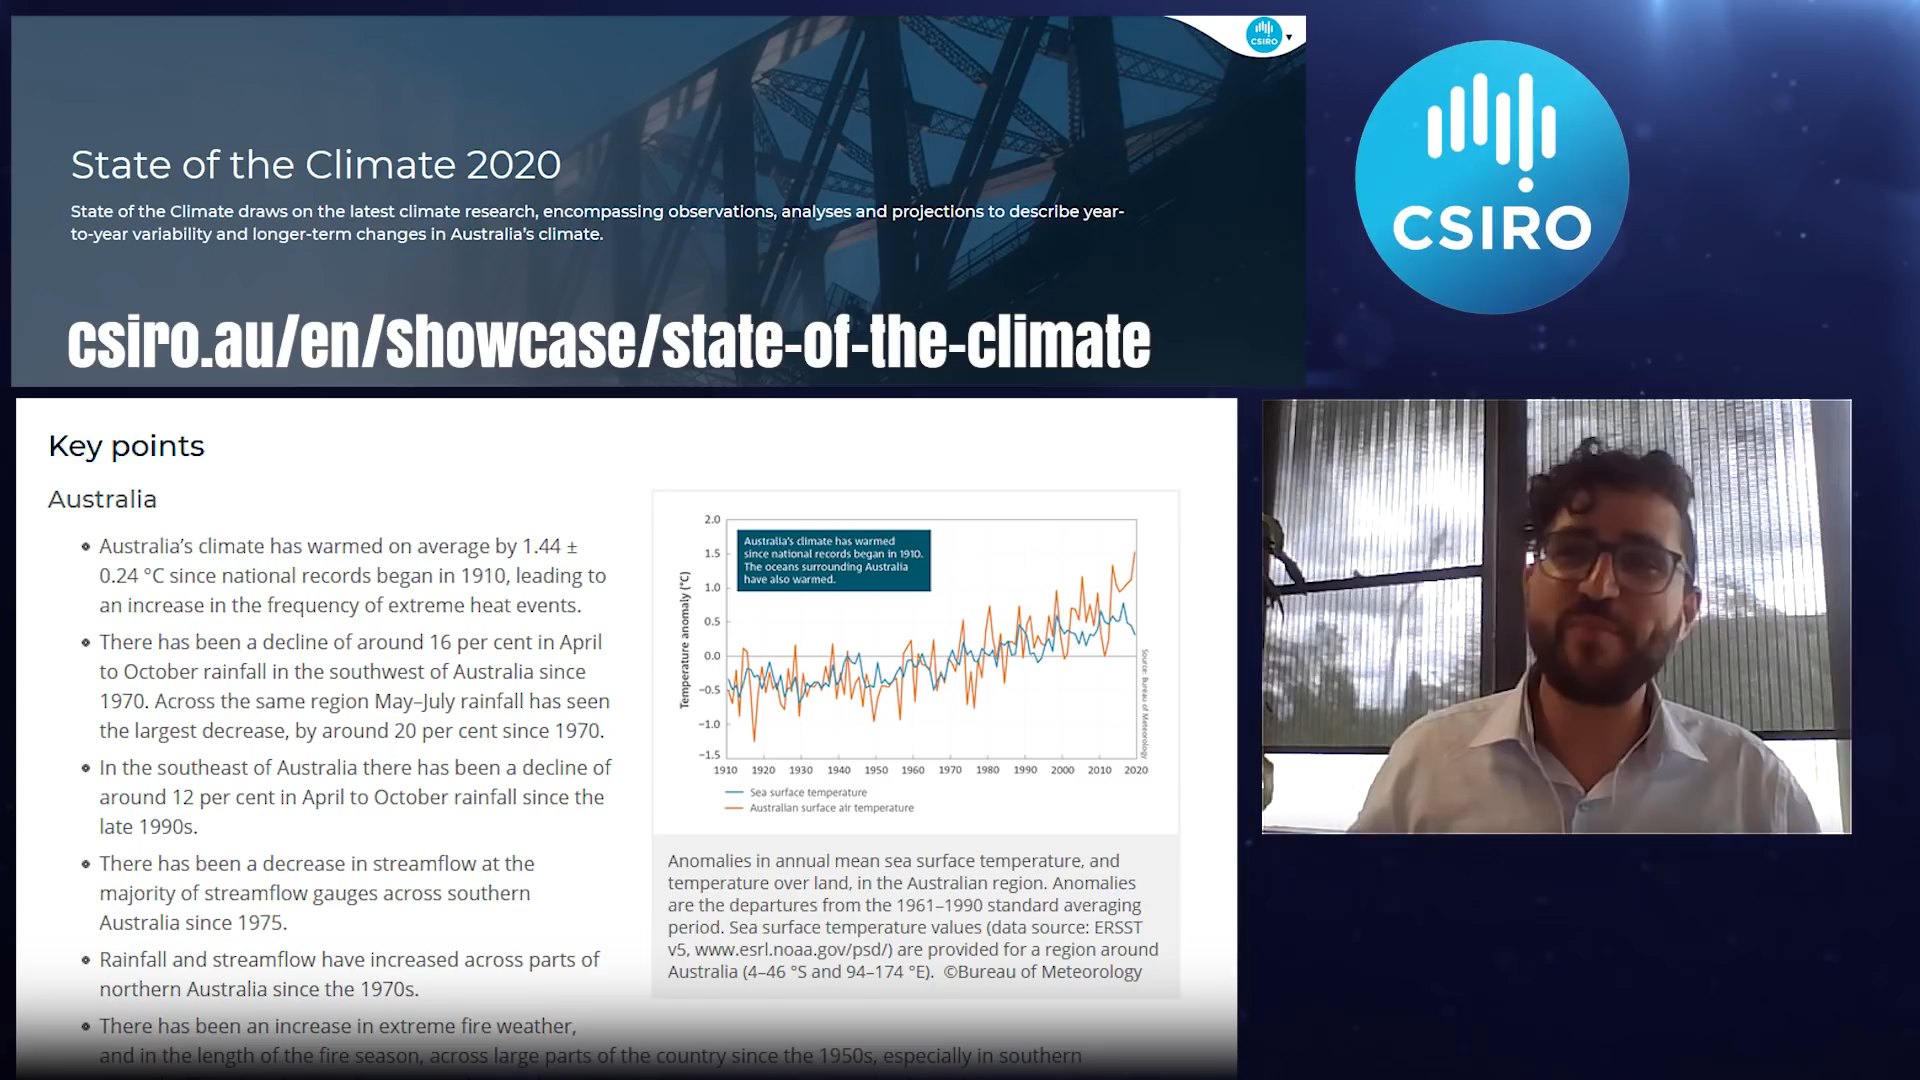 CSIRO
State of the Climate 2020
State of the Climate draws on the latest climate research, encompassing observations, analyses and projections to describe year-
to-year variability and longer-term changes in Australia's climate.
csiro.au/en/Showcase/state-of-the-climate
CSIRO
Key points
Australia
Australia's climate has warmed on average by 1.44 ±
0.24 °C since national records began in 1910, leading to
an increase in the frequency of extreme heat events.
There has been a decline of around 16 per cent in April
to October rainfall in the southwest of Australia since
1970. Across the same region May–July rainfall has seen
the largest decrease, by around 20 per cent since 1970.
In the southeast of Australia there has been a decline of
around 12 per cent in April to October rainfall since the
late 1990s.
There has been a decrease in streamflow at the
majority of streamflow gauges across southern
Australia since 1975.
Rainfall and streamflow have increased across parts of
northern Australia since the 1970s.
There has been an increase in extreme fire weather,
and in the length of the fire season, across large parts of the country since the 1950s, especially in southern
Temperature anomaly (°C)
2.0
1.5
1.0
0.5
0.0
−0.5
−1.0
−1.5
Australia's climate has warmed
since national records began in 1910.
The oceans surrounding Australia
have also warmed.
1910 1920 1930 1940 1950 1960 1970 1980 1990 2000 2010 2020
Source: Bureau of Meteorology
Sea surface temperature
Australian surface air temperature
Anomalies in annual mean sea surface temperature, and
temperature over land, in the Australian region. Anomalies
are the departures from the 1961–1990 standard averaging
period. Sea surface temperature values (data source: ERSST
v5, www.esrl.noaa.gov/psd/) are provided for a region around
Australia (4–46 °S and 94–174 °E). ©Bureau of Meteorology